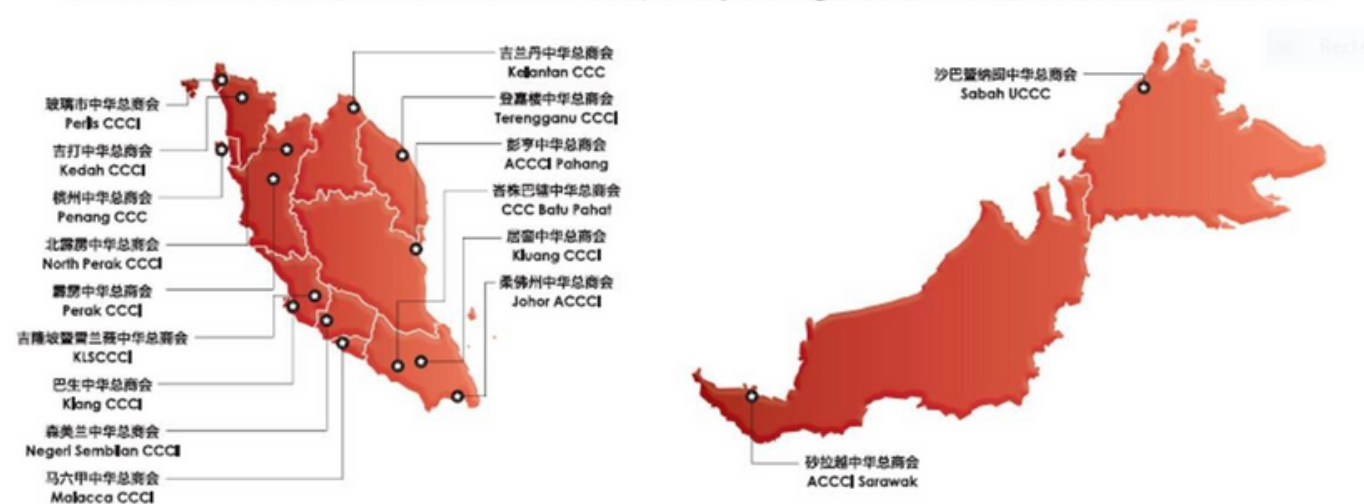 玻璃市中华总商会
Perlis CCCI
吉打中华总商会
Kedah CCCI
槟州中华总商会
Penang CCC
北霹雳中华总商会
North Perak CCCI
霹雳中华总商会
Perak CCCI
吉隆坡暨雪兰莪中华总商会
KLSCCCI
巴生中华总商会
Klang CCCI
森美兰中华总商会
Negeri Sembilan CCCI
马六甲中华总商会
Malacca CCCI
吉兰丹中华总商会
Kelantan CCC
登嘉楼中华总商会
Terengganu CCCI
彭亨中华总商会
ACCCI Pahang
峇株巴辖中华总商会
CCC Batu Pahat
居銮中华总商会
Kluang CCCI
柔佛州中华总商会
Johor ACCCI
沙巴暨纳闽中华总商会
Sabah UCCC
砂拉越中华总商会
ACCCI Sarawak